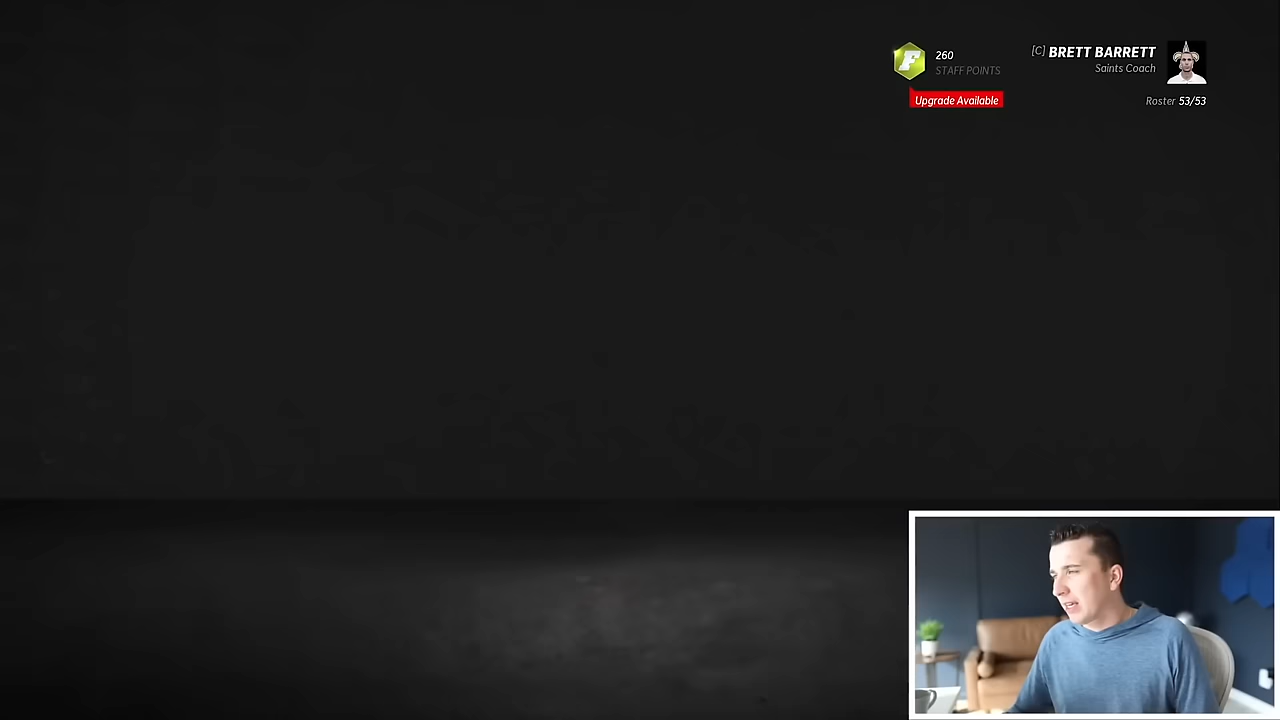 260
STAFF POINTS
Upgrade Available
[C] BRETT BARRETT
Saints Coach
Roster 53/53